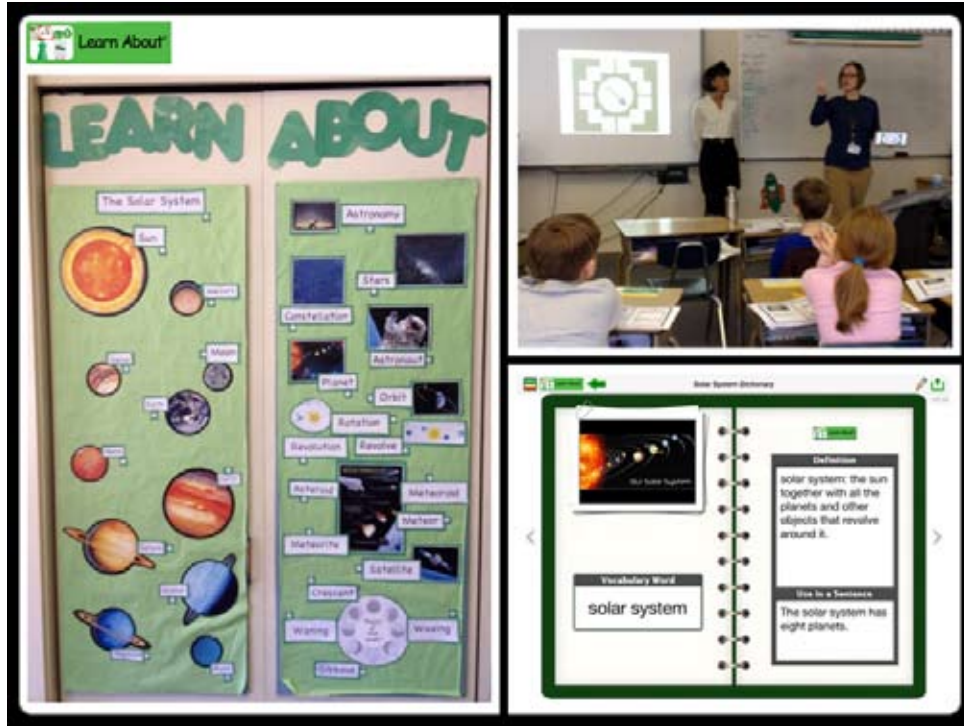 Learn About
LEARN ABOUT
The Solar System
Sun
Moon
Astronomy
Stars
Constellation
Astronaut
Planet
Orbit
Rotation
Revolution
Revolve
Asteroid
Meteoroid
Meteor
Meteorite
Satellite
Crescent
Waning
Waxing
Gibbous
Solar System Dictionary
Our Solar System
Vocabulary Word
solar system
Learn About
Definition
solar system: the sun
together with all the
planets and other
objects that revolve
around it.
Use in a Sentence
The solar system has
eight planets.